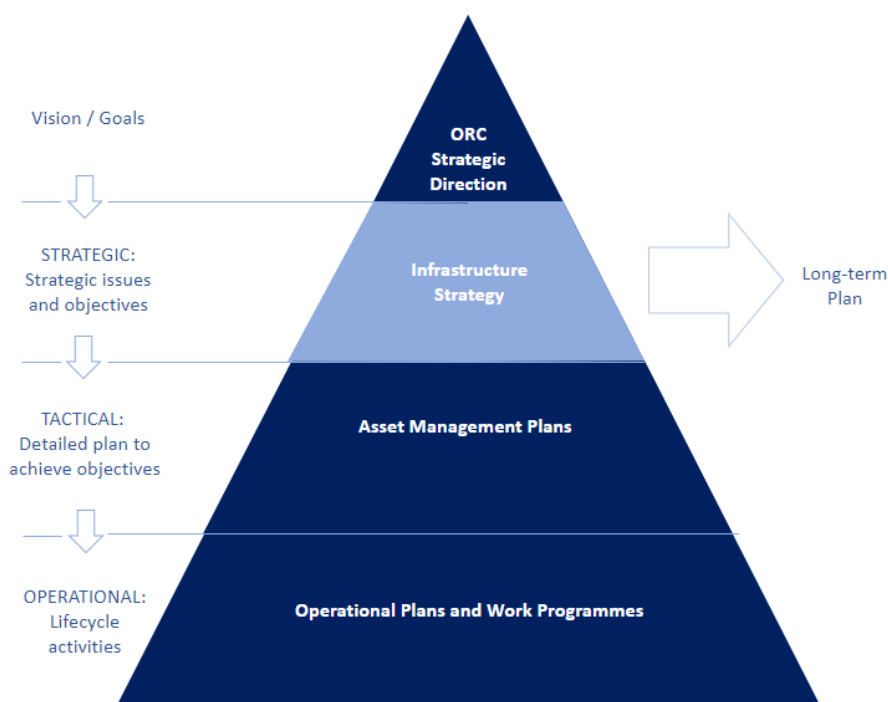 Vision / Goals
ORC
Strategic
Direction
STRATEGIC:
Strategic issues
and objectives
Infrastructure
Strategy
Long-term
Plan
TACTICAL:
Detailed plan to
achieve objectives
Asset Management Plans
OPERATIONAL:
Lifecycle
activities
Operational Plans and Work Programmes